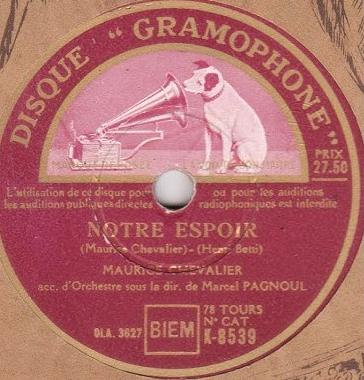 DISQUE "GRAMOPHONE"
PRIX
27.50
L'utilisation de ce disque pour ou pour les auditions
les auditions publiques directes radiophoniques est interdite
NOTRE ESPOIR
(Maurice Chevalier) - (Henri Betti)
MAURICE CHEVALIER
acc. d'Orchestre sous la dir. de Marcel PAGNOUL
OLA. 3627
BIEM
78 TOURS
N° CAT
K-8539